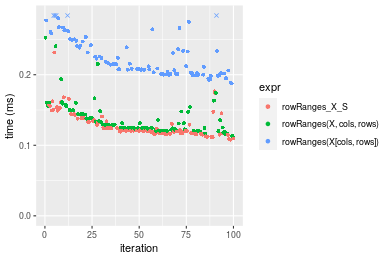 time (ms)
0.2
0.1
0.0
0
25
50
75
100
iteration
expr
rowRanges_X_S
rowRanges(X, cols, rows)
rowRanges(X[cols, rows])